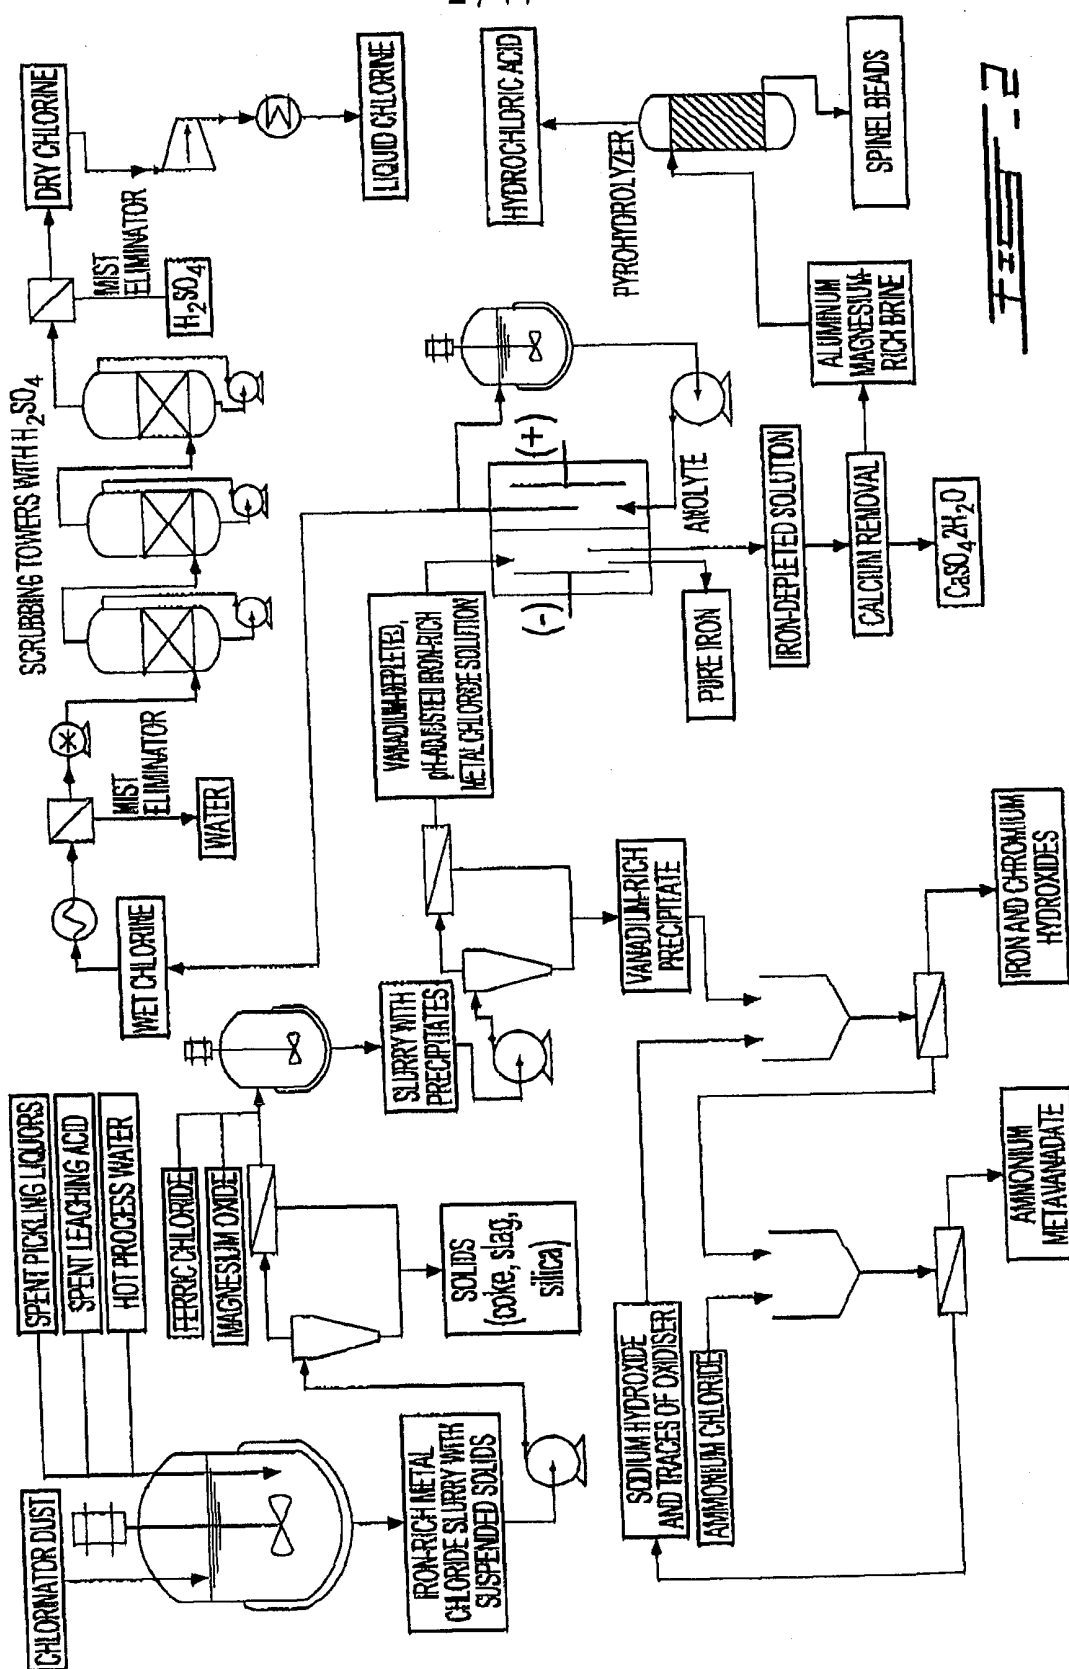 CHLORINATOR DUST
SPENT PICKLING LIQUORS
SPENT LEACHING ACID
HOT PROCESS WATER
IRON-RICH METAL
CHLORIDE SLURRY WITH
SUSPENDED SOLIDS
FERRIC CHLORIDE
MAGNESIUM OXIDE
SOLIDS
(coke, slag,
silica)
SLURRY WITH
PRECIPITATES
WET CHLORINE
MIST
ELIMINATOR
WATER
SCRUBBING TOWERS WITH H2SO4
MIST
ELIMINATOR
H2SO4
DRY CHLORINE
LIQUID CHLORINE
VANADIUM-DEPLETED,
pH-ADJUSTED IRON-RICH
METAL CHLORIDE SOLUTION
(-)
(+)
ANOLYTE
PURE IRON
IRON-DEPLETED SOLUTION
CALCIUM REMOVAL
CaSO4 2H2O
ALUMINUM
MAGNESIUM-
RICH BRINE
PYROHYDROLYZER
HYDROCHLORIC ACID
SPINEL BEADS
VANADIUM-RICH
PRECIPITATE
SODIUM HYDROXIDE
AND TRACES OF OXIDISER
AMMONIUM CHLORIDE
IRON AND CHROMIUM
HYDROXIDES
AMMONIUM
METAVANADATE
FIG - 2